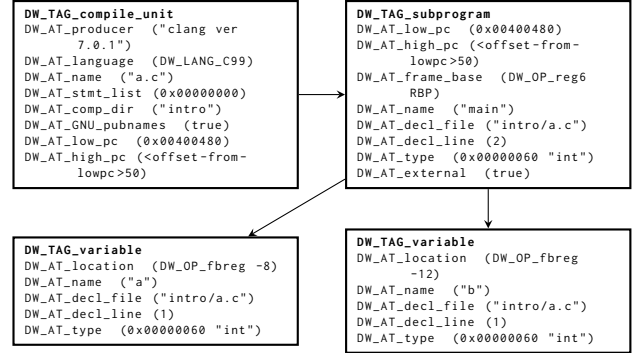 DW_TAG_compile_unit
DW_AT_producer ("clang ver
7.0.1")
DW_AT_language (DW_LANG_C99)
DW_AT_name ("a.c")
DW_AT_stmt_list (0x00000000)
DW_AT_comp_dir ("intro")
DW_AT_GNU_pubnames (true)
DW_AT_low_pc (0x00400480)
DW_AT_high_pc (<offset-from-
lowpc>50)
DW_TAG_subprogram
DW_AT_low_pc (0x00400480)
DW_AT_high_pc (<offset-from-
lowpc>50)
DW_AT_frame_base (DW_OP_reg6
RBP)
DW_AT_name ("main")
DW_AT_decl_file ("intro/a.c")
DW_AT_decl_line (2)
DW_AT_type (0x00000060 "int")
DW_AT_external (true)
DW_TAG_variable
DW_AT_location (DW_OP_fbreg -8)
DW_AT_name ("a")
DW_AT_decl_file ("intro/a.c")
DW_AT_decl_line (1)
DW_AT_type (0x00000060 "int")
DW_TAG_variable
DW_AT_location (DW_OP_fbreg
-12)
DW_AT_name ("b")
DW_AT_decl_file ("intro/a.c")
DW_AT_decl_line (1)
DW_AT_type (0x00000060 "int")